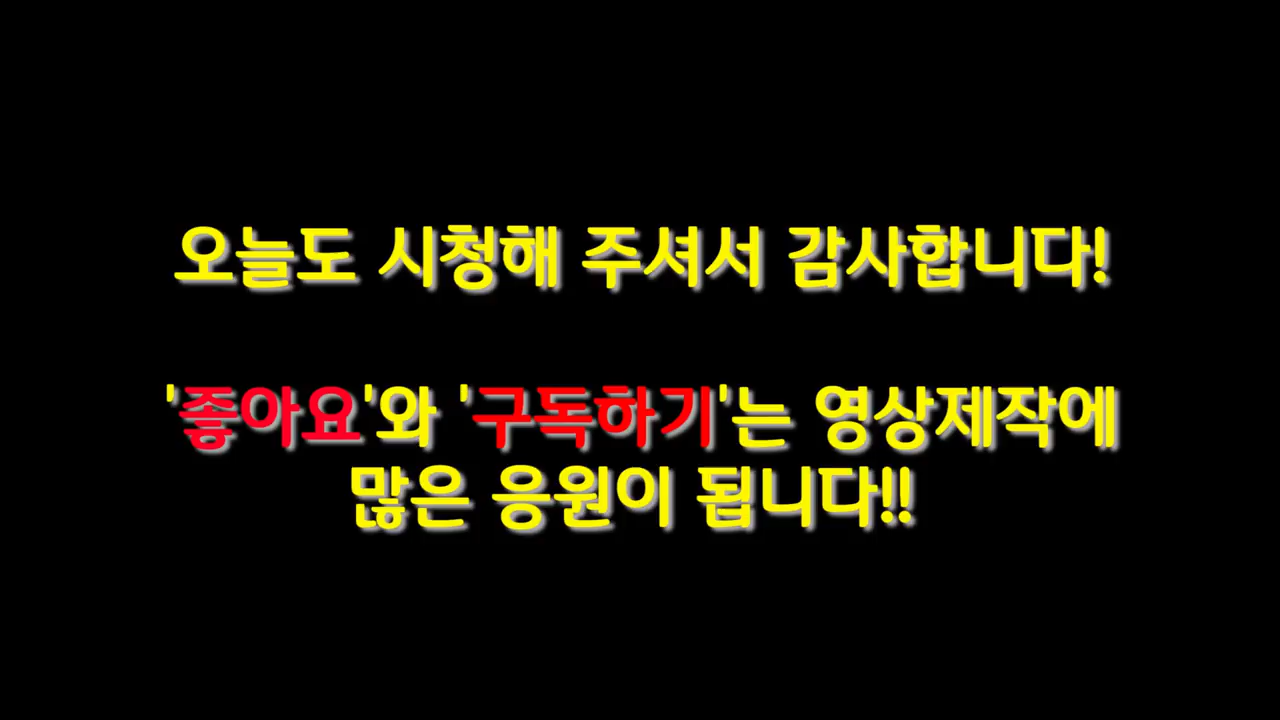 오늘도 시청해 주셔서 감사합니다!
'좋아요'와 '구독하기'는 영상제작에
많은 응원이 됩니다!!